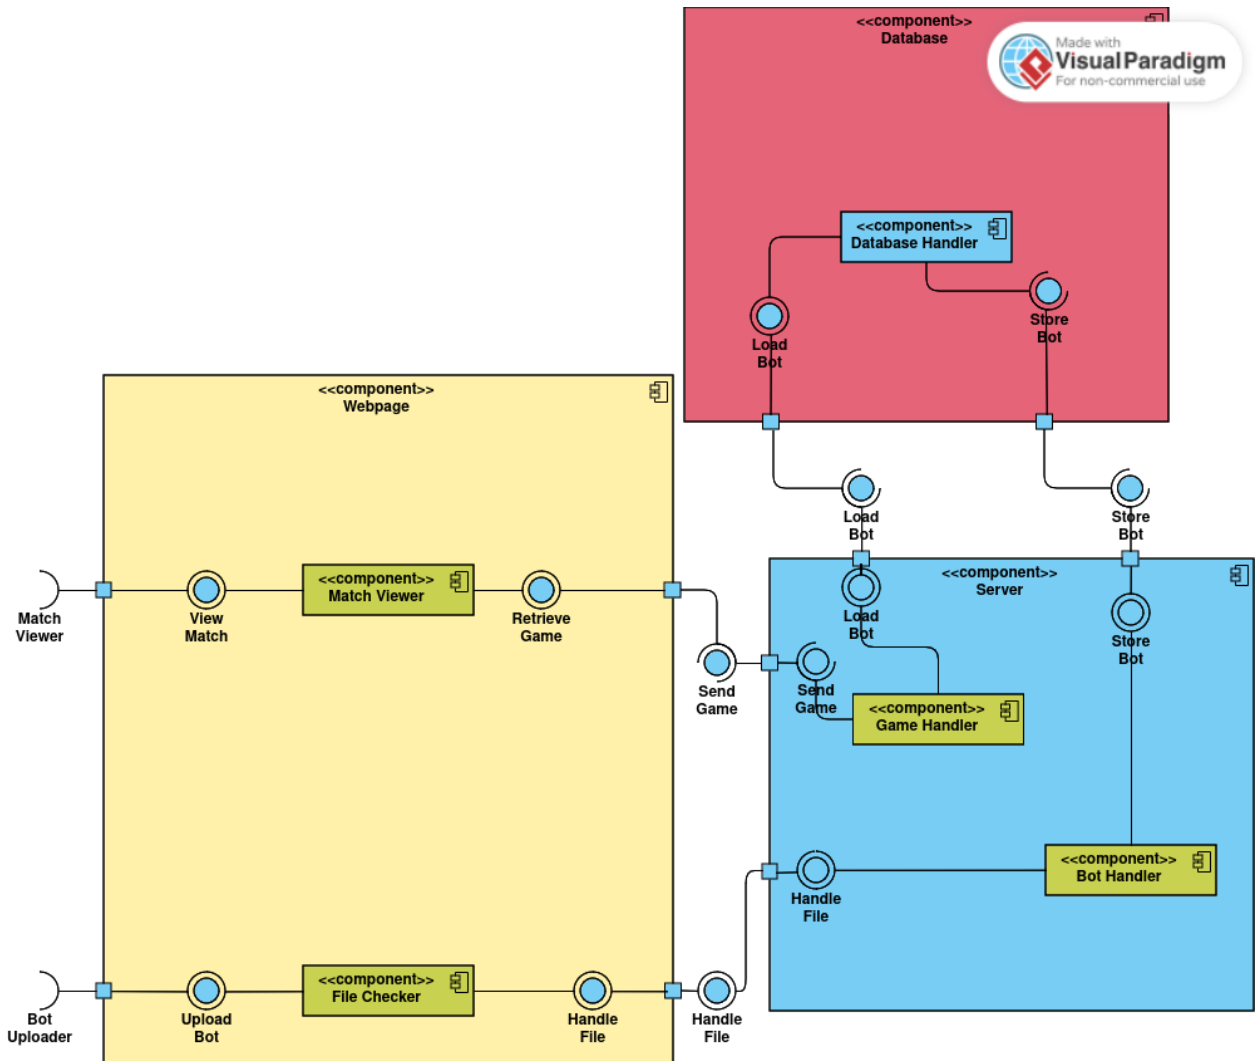 <<component>>
Database
Made with
Visual Paradigm
For non-commercial use
<<component>>
Database Handler
Load
Bot
Store
Bot
<<component>>
Webpage
Load
Bot
Store
Bot
<<component>>
Server
Match
Viewer
View
Match
<<component>>
Match Viewer
Retrieve
Game
Send
Game
Load
Bot
Store
Bot
Send
Game
<<component>>
Game Handler
Handle
File
<<component>>
Bot Handler
Bot
Uploader
Upload
Bot
<<component>>
File Checker
Handle
File
Handle
File